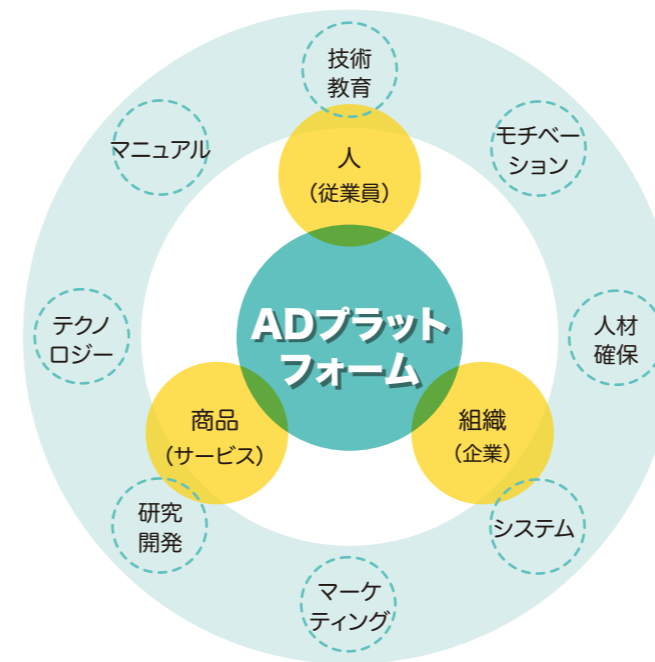 技術
教育
マニュアル
モチベー
ション
人
（従業員）
ADプラット
フォーム
テクノ
ロジー
人材
確保
商品
（サービス）
組織
（企業）
研究
開発
システム
マーケ
ティング